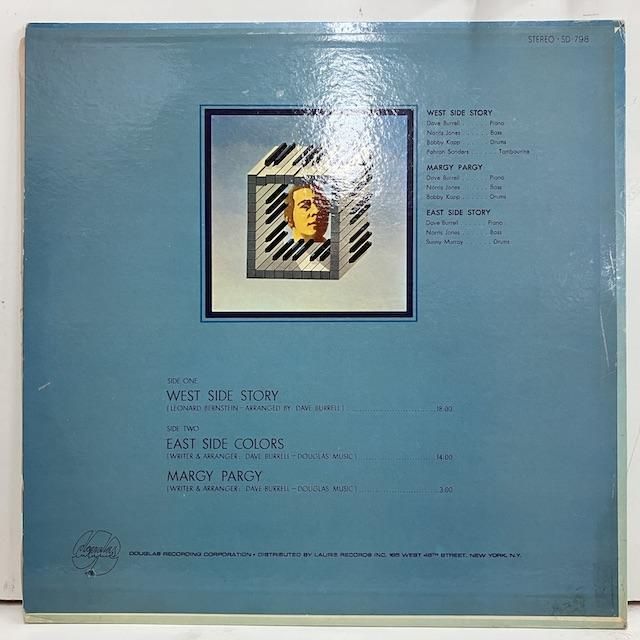 STEREO · SD 798
WEST SIDE STORY
Dave Burrell . . . . . . . Piano
Norris Jones . . . . . . Bass
Bobby Kapp . . . . . . Drums
Pahran Sanders . . . . . . Tambourine
MARGY PARGY
Dave Burrell . . . . . . . Piano
Norris Jones . . . . . . Bass
Bobby Kapp . . . . . . Drums
EAST SIDE STORY
Dave Burrell . . . . . . . Piano
Norris Jones . . . . . . Bass
Sunny Murray . . . . . . Drums
SIDE ONE
WEST SIDE STORY
(LEONARD BERNSTEIN – ARRANGED BY: DAVE BURRELL) . . . . . . . . . . . . . . . . . . 18:00
SIDE TWO
EAST SIDE COLORS
(WRITER & ARRANGER: DAVE BURRELL – DOUGLAS MUSIC) . . . . . . . . . . . . . . . . 14:00
MARGY PARGY
(WRITER & ARRANGER: DAVE BURRELL – DOUGLAS MUSIC) . . . . . . . . . . . . . . . . 3:00
DOUGLAS RECORDING CORPORATION • DISTRIBUTED BY LAURIE RECORDS INC. 165 WEST 46TH STREET, NEW YORK, N.Y.